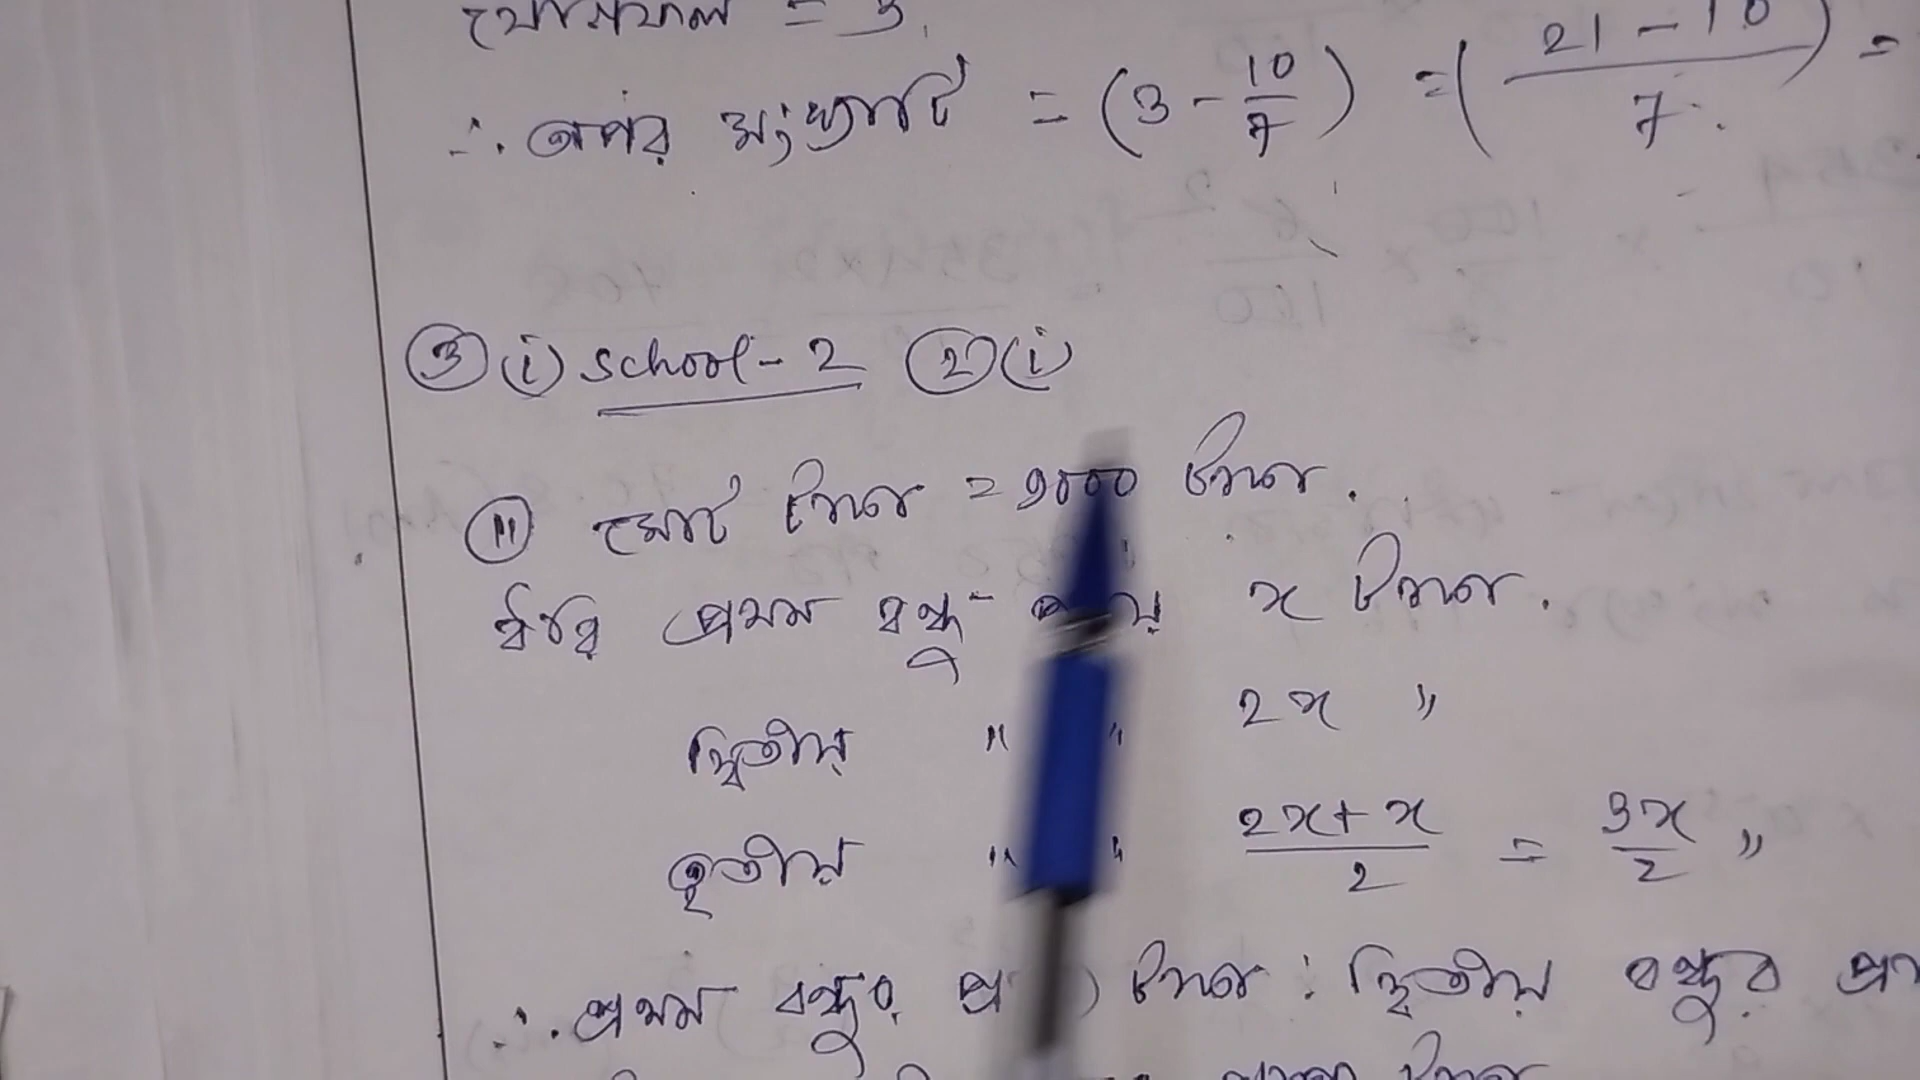 যোগফল = 3.
∴ অপর সংখ্যাটি = (3 - 10/7) = (21 - 10/7) =
③ (i) School - 2 ② (i)
(ii) মোট টাকা = 9000 টাকা.
ধরি প্রথম বন্ধু পায় x টাকা.
দ্বিতীয় " " 2x "
তৃতীয় " " 2x + x/2 = 3x/2 "
∴ প্রথম বন্ধুর টাকা : দ্বিতীয় বন্ধুর
টাকা